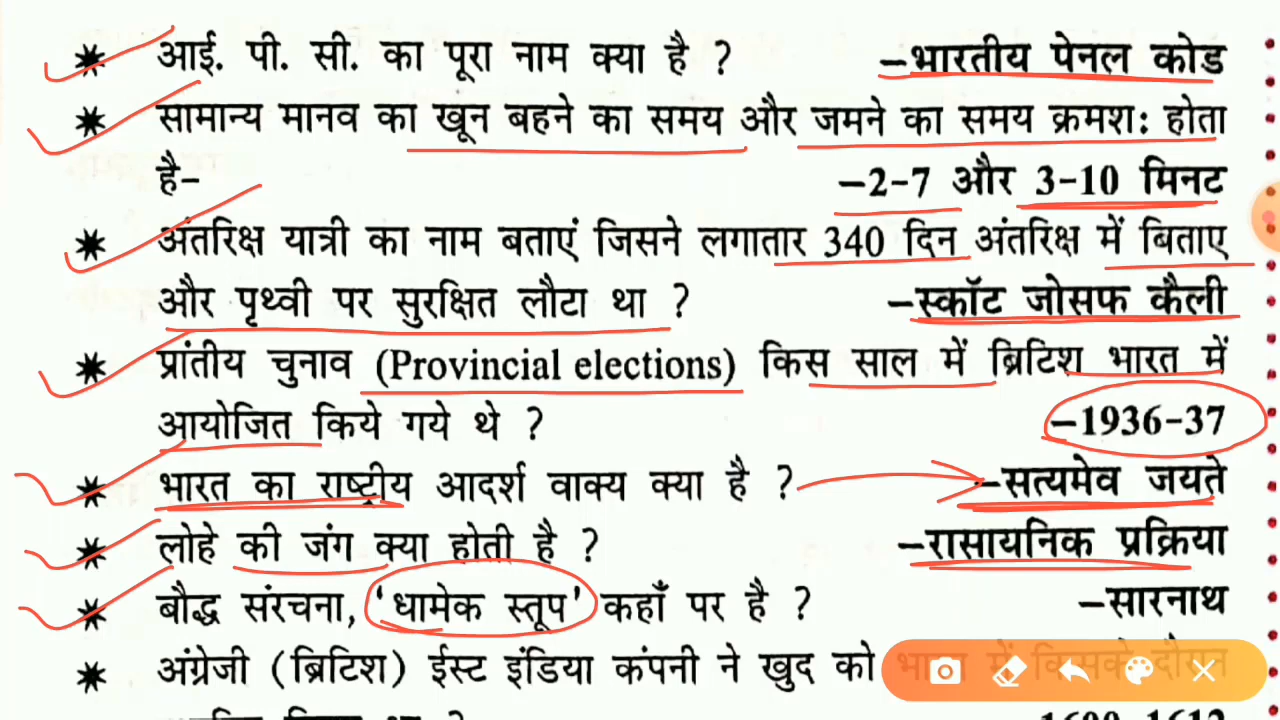 आई. पी. सी. का पूरा नाम क्या है ? –भारतीय पेनल कोड
सामान्य मानव का खून बहने का समय और जमने का समय क्रमशः होता
है– –2-7 और 3-10 मिनट
अंतरिक्ष यात्री का नाम बताएं जिसने लगातार 340 दिन अंतरिक्ष में बिताए
और पृथ्वी पर सुरक्षित लौटा था ? –स्कॉट जोसफ कैली
प्रांतीय चुनाव (Provincial elections) किस साल में ब्रिटिश भारत में
आयोजित किये गये थे ? –1936-37
भारत का राष्ट्रीय आदर्श वाक्य क्या है ? –सत्यमेव जयते
लोहे की जंग क्या होती है ? –रासायनिक प्रक्रिया
बौद्ध संरचना, 'धामेक स्तूप' कहाँ पर है ? –सारनाथ
अंग्रेजी (ब्रिटिश) ईस्ट इंडिया कंपनी ने खुद को भारत में किसके दौरान